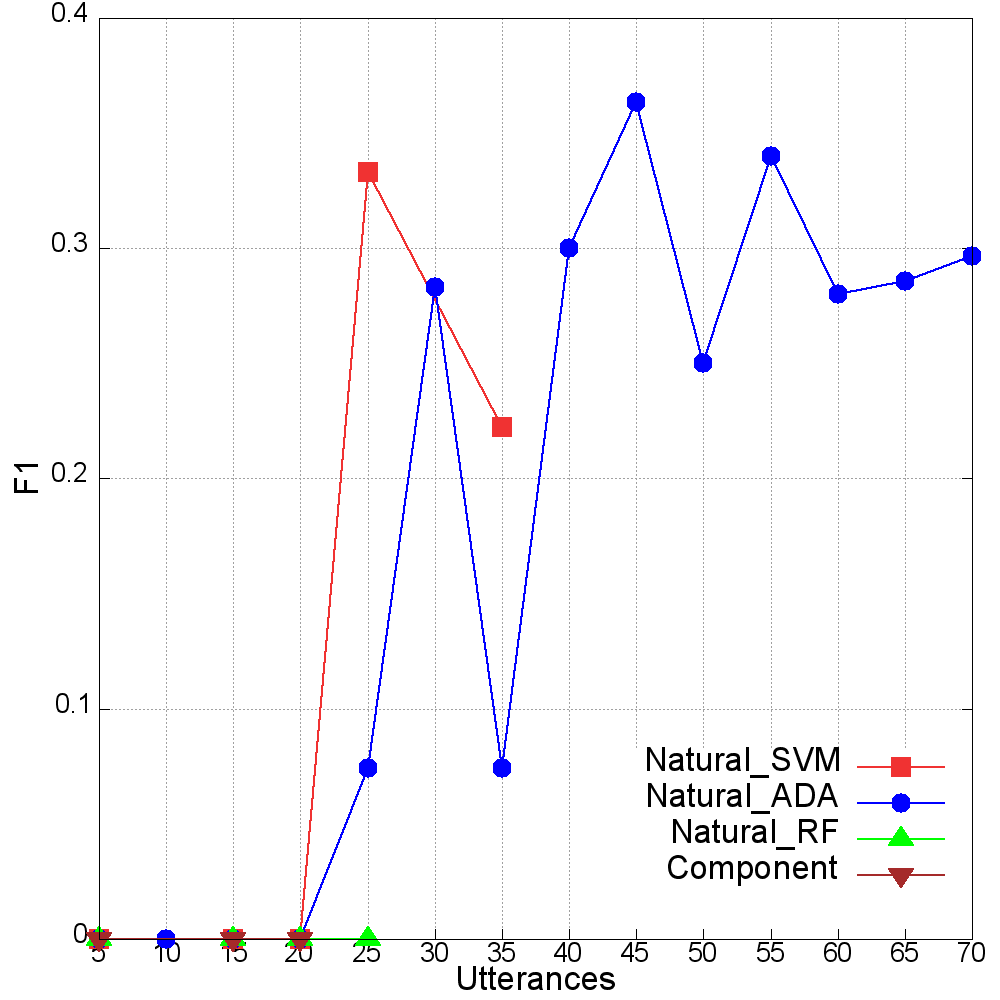 0.4
0.3
0.2
0.1
0
F1
Natural_SVM
Natural_ADA
Natural_RF
Component
5 10 15 20 25 30 35 40 45 50 55 60 65 70
Utterances